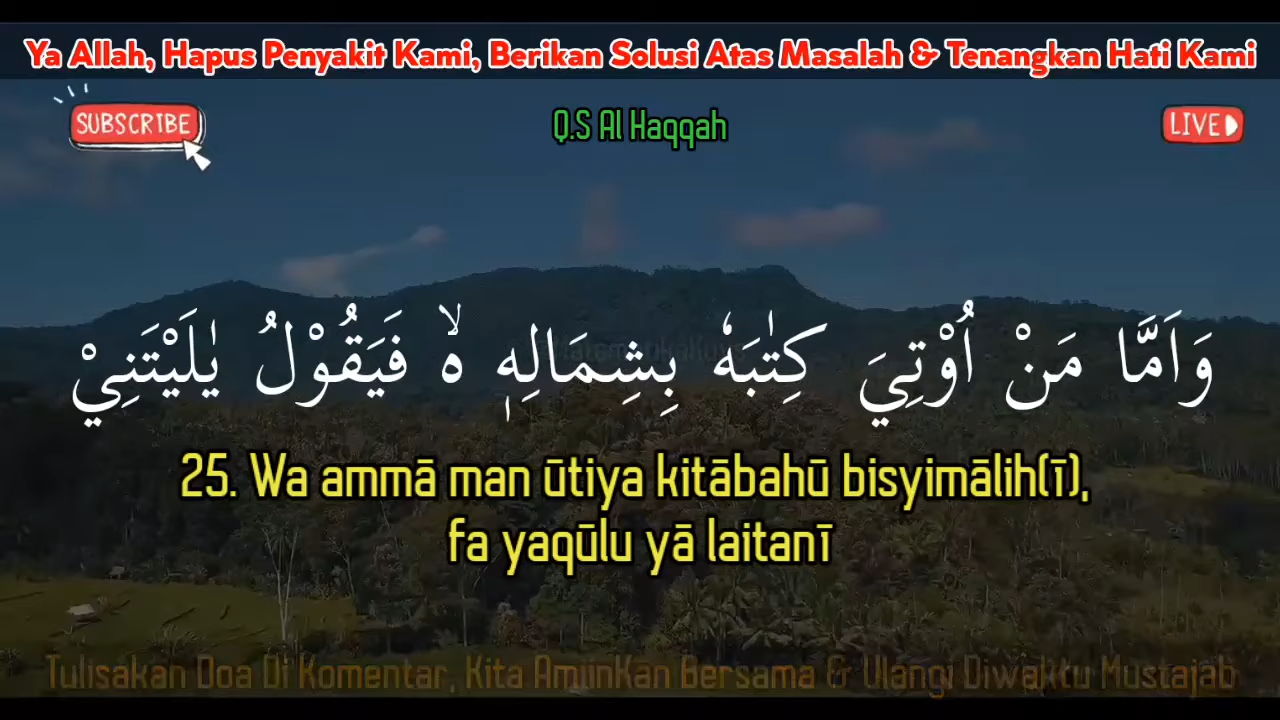 Ya Allah, Hapus Penyakit Kami, Berikan Solusi Atas Masalah & Tenangkan Hati Kami
SUBSCRIBE
Q.S Al Haqqah
LIVE
وَاَمَّا مَنْ اُوْتِيَ كِتٰبَهٗ بِشِمَالِهٖ ەۙ فَيَقُوْلُ يٰلَيْتَنِيْ
25. Wa ammā man ūtiya kitābahū bisyimālih(ī),
fa yaqūlu yā laitanī
Tulisakan Doa Di Komentar, Kita AmiinKan Bersama & Ulangi Diwaktu Mustajab